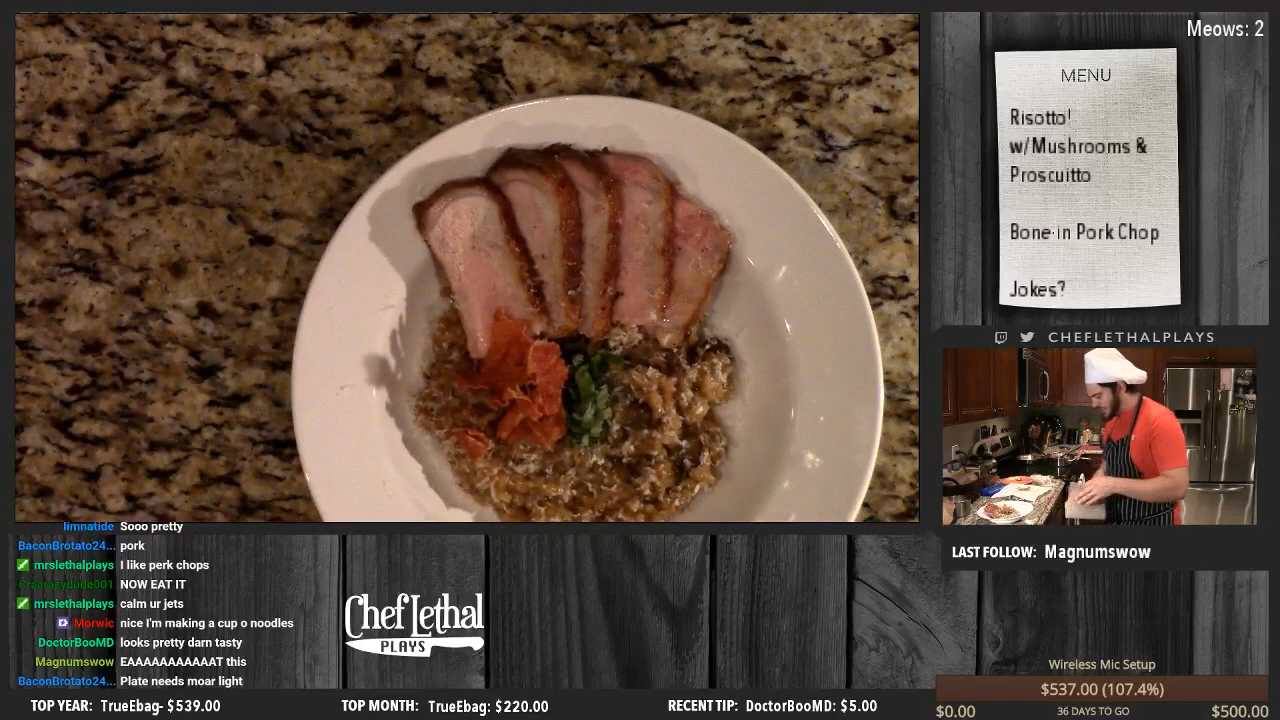 Meows: 2
MENU
Risotto!
w/Mushrooms &
Proscuitto
Bone in Pork Chop
Jokes?
CHEFLETHALPLAYS
LAST FOLLOW: Magnumswow
limnatide Sooo pretty
BaconBrotato24... pork
mrslethalplays I like perk chops
Cracrazydude001 NOW EAT IT
mrslethalplays calm ur jets
Morwic nice I'm making a cup o noodles
DoctorBooMD looks pretty darn tasty
Magnumswow EAAAAAAAAAAT this
BaconBrotato24... Plate needs moar light
Chef Lethal
PLAYS
Wireless Mic Setup
$537.00 (107.4%)
$0.00 36 DAYS TO GO $500.00
TOP YEAR: TrueEbag- $539.00 TOP MONTH: TrueEbag: $220.00 RECENT TIP: DoctorBooMD: $5.00